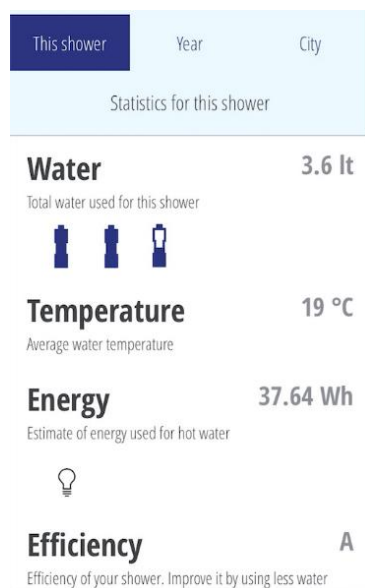 This shower Year City
Statistics for this shower
Water 3.6 lt
Total water used for this shower
Temperature 19 °C
Average water temperature
Energy 37.64 Wh
Estimate of energy used for hot water
Efficiency A
Efficiency of your shower. Improve it by using less water